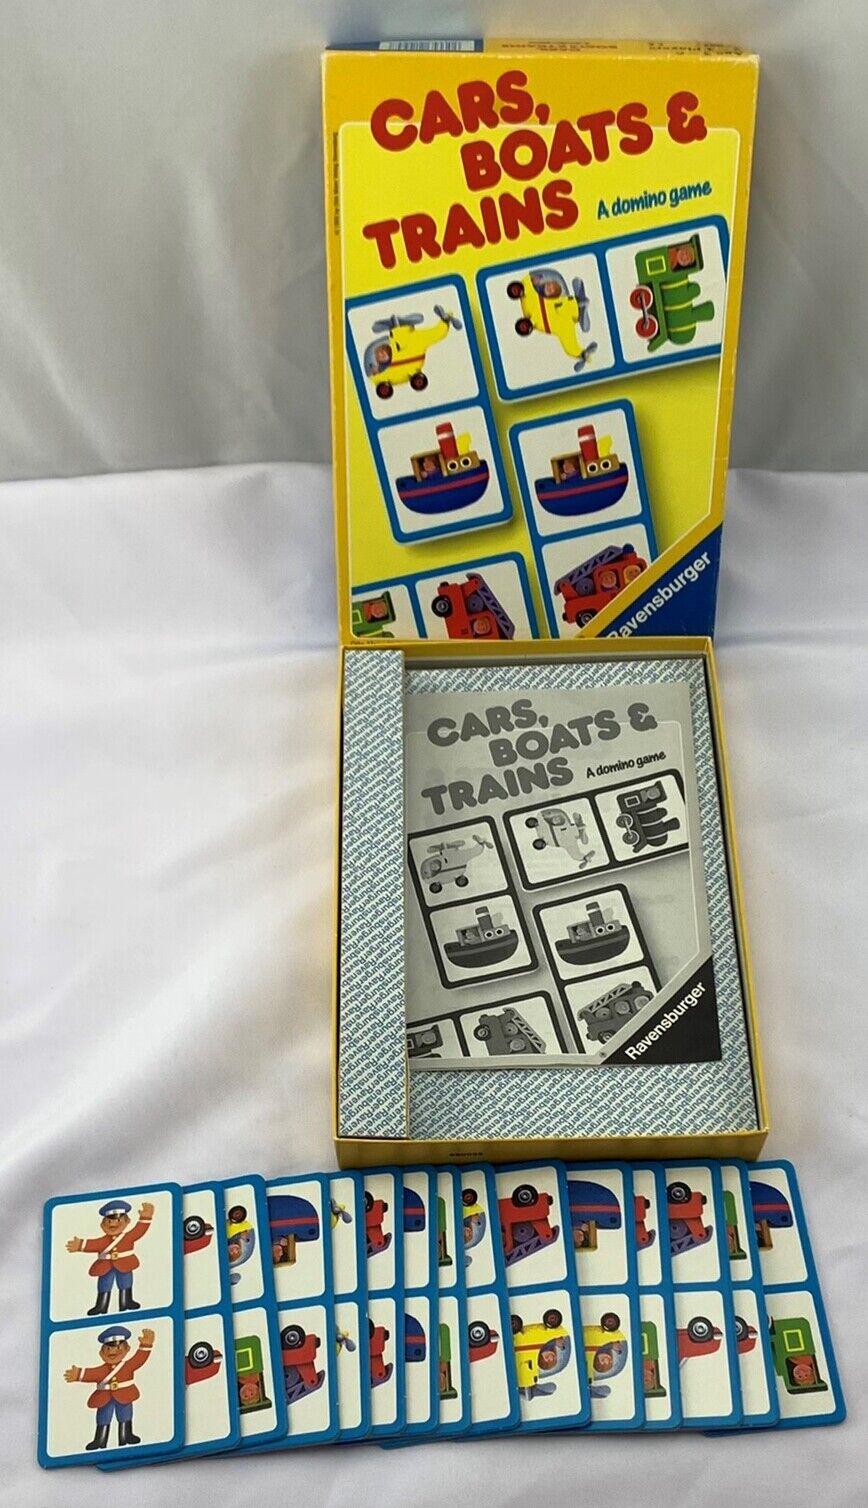 CARS,
BOATS &
TRAINS
A domino game
Ravensburger
CARS,
BOATS &
TRAINS
A domino game
Ravensburger